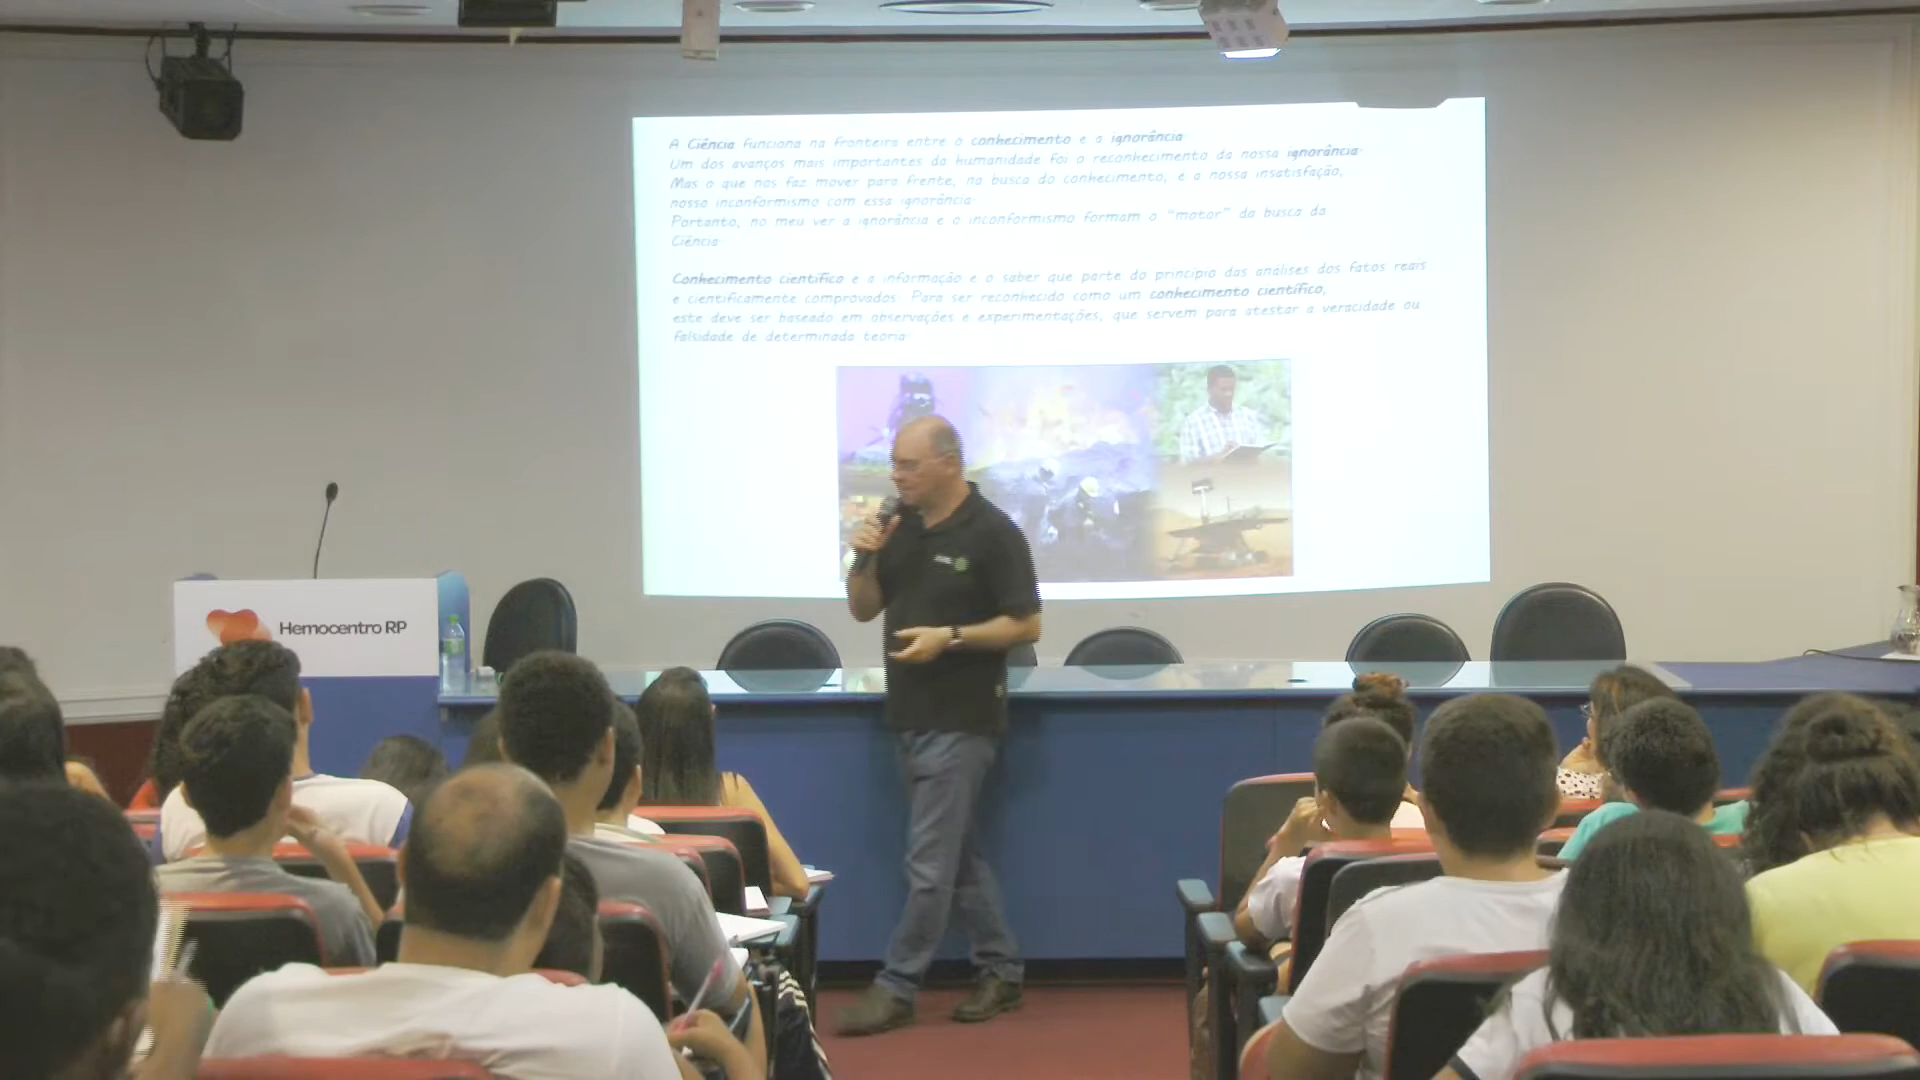 A Ciência funciona na fronteira entre o conhecimento e a ignorância.
Um dos avanços mais importantes da humanidade foi o reconhecimento da nossa ignorância.
Mas o que nos faz mover para frente, na busca do conhecimento, é a nossa insatisfação,
nosso inconformismo com essa ignorância.
Portanto, no meu ver a ignorância e o inconformismo formam o "motor" da busca da
Ciência.
Conhecimento científico é a informação e o saber que parte do princípio das análises dos fatos reais
e cientificamente comprovados. Para ser reconhecido como um conhecimento científico,
este deve ser baseado em observações e experimentações, que servem para atestar a veracidade ou
falsidade de determinada teoria.
Hemocentro RP